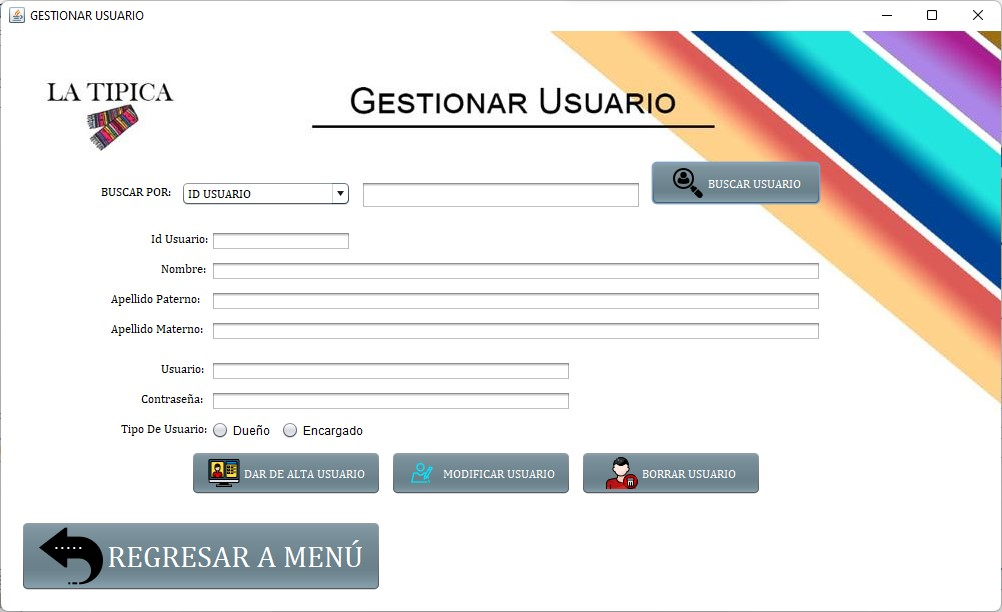 GESTIONAR USUARIO
LA TIPICA
GESTIONAR USUARIO
BUSCAR POR: ID USUARIO BUSCAR USUARIO
Id Usuario:
Nombre:
Apellido Paterno:
Apellido Materno:
Usuario:
Contraseña:
Tipo De Usuario: Dueño Encargado
DAR DE ALTA USUARIO MODIFICAR USUARIO BORRAR USUARIO
REGRESAR A MENÚ